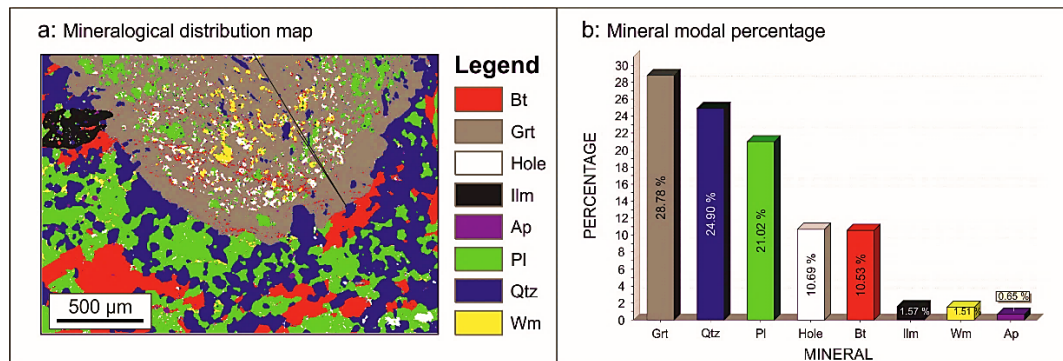 a: Mineralogical distribution map
500 µm
Legend
Bt
Grt
Hole
Ilm
Ap
Pl
Qtz
Wm
b: Mineral modal percentage
PERCENTAGE
30
28
26
24
22
20
18
16
14
12
10
8
6
4
2
0
28.78 %
24.90 %
21.02 %
10.69 %
10.53 %
1.57 %
1.51 %
0.65 %
Grt Qtz Pl Hole Bt Ilm Wm Ap
MINERAL